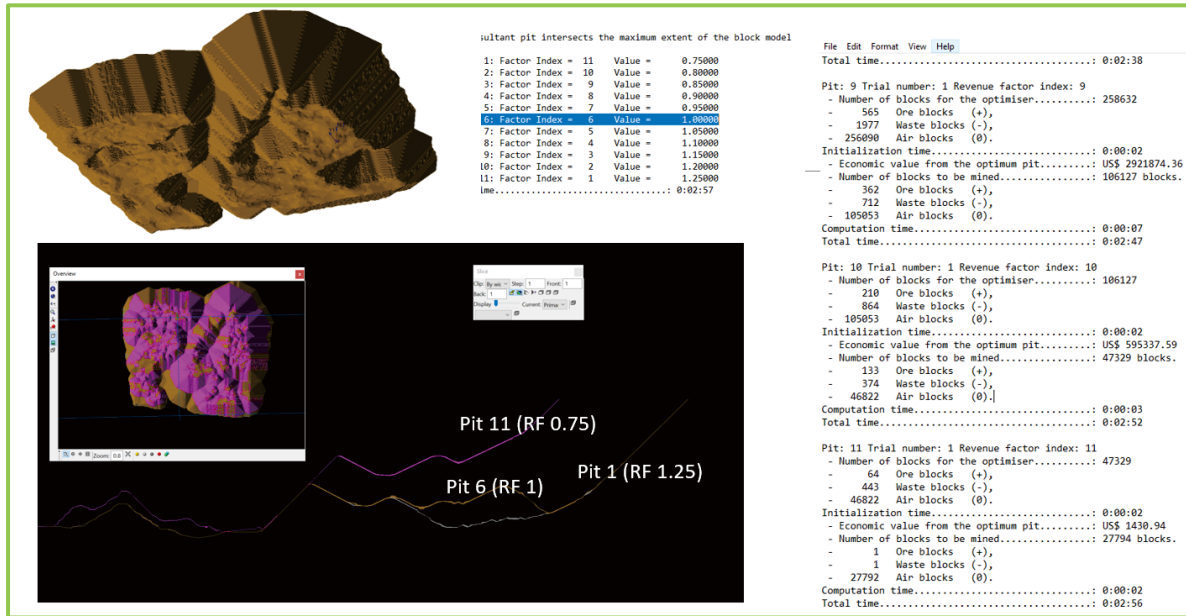 sultant pit intersects the maximum extent of the block model
1: Factor Index = 11 Value = 0.75000
2: Factor Index = 10 Value = 0.80000
3: Factor Index = 9 Value = 0.85000
4: Factor Index = 8 Value = 0.90000
5: Factor Index = 7 Value = 0.95000
6: Factor Index = 6 Value = 1.00000
7: Factor Index = 5 Value = 1.05000
8: Factor Index = 4 Value = 1.10000
9: Factor Index = 3 Value = 1.15000
10: Factor Index = 2 Value = 1.20000
11: Factor Index = 1 Value = 1.25000
ime...............................: 0:02:57
Overview
Zoom: 0.6
Slice
Clip: By wi Step: 1 Front: 1
Back: 1
Display Current: Primar
Pit 11 (RF 0.75)
Pit 6 (RF 1)
Pit 1 (RF 1.25)
File Edit Format View Help
Total time.....................................: 0:02:38
Pit: 9 Trial number: 1 Revenue factor index: 9
- Number of blocks for the optimiser..........: 258632
- 565 Ore blocks (+),
- 1977 Waste blocks (-),
- 256090 Air blocks (0).
Initialization time............................: 0:00:02
- Economic value from the optimum pit.........: US$ 2921874.36
- Number of blocks to be mined................: 106127 blocks.
- 362 Ore blocks (+),
- 712 Waste blocks (-),
- 105053 Air blocks (0).
Computation time...............................: 0:00:07
Total time.....................................: 0:02:47
Pit: 10 Trial number: 1 Revenue factor index: 10
- Number of blocks for the optimiser..........: 106127
- 210 Ore blocks (+),
- 864 Waste blocks (-),
- 105053 Air blocks (0).
Initialization time............................: 0:00:02
- Economic value from the optimum pit.........: US$ 595337.59
- Number of blocks to be mined................: 47329 blocks.
- 133 Ore blocks (+),
- 374 Waste blocks (-),
- 46822 Air blocks (0).
Computation time...............................: 0:00:03
Total time.....................................: 0:02:52
Pit: 11 Trial number: 1 Revenue factor index: 11
- Number of blocks for the optimiser..........: 47329
- 64 Ore blocks (+),
- 443 Waste blocks (-),
- 46822 Air blocks (0).
Initialization time............................: 0:00:02
- Economic value from the optimum pit.........: US$ 1430.94
- Number of blocks to be mined................: 27794 blocks.
- 1 Ore blocks (+),
- 1 Waste blocks (-),
- 27792 Air blocks (0).
Computation time...............................: 0:00:02
Total time.....................................: 0:02:56